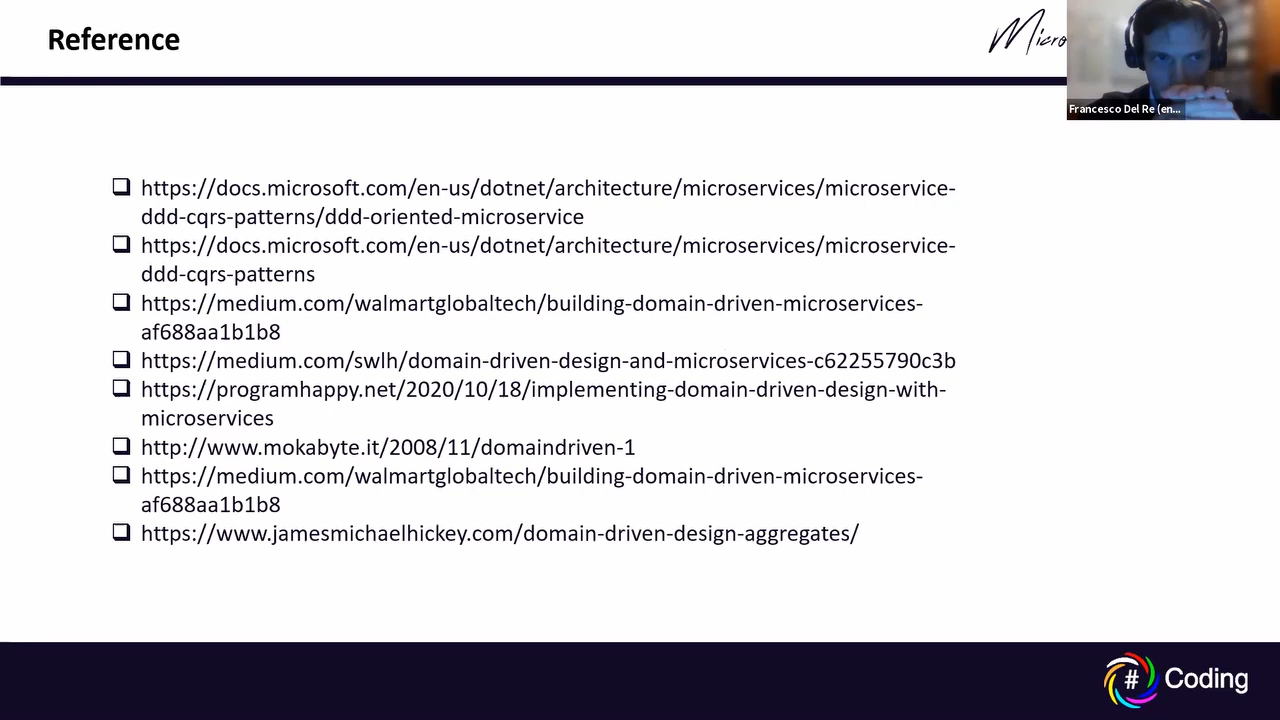 Reference
Micro
Francesco Del Re (en...
https://docs.microsoft.com/en-us/dotnet/architecture/microservices/microservice-
ddd-cqrs-patterns/ddd-oriented-microservice
https://docs.microsoft.com/en-us/dotnet/architecture/microservices/microservice-
ddd-cqrs-patterns
https://medium.com/walmartglobaltech/building-domain-driven-microservices-
af688aa1b1b8
https://medium.com/swlh/domain-driven-design-and-microservices-c62255790c3b
https://programhappy.net/2020/10/18/implementing-domain-driven-design-with-
microservices
http://www.mokabyte.it/2008/11/domaindriven-1
https://medium.com/walmartglobaltech/building-domain-driven-microservices-
af688aa1b1b8
https://www.jamesmichaelhickey.com/domain-driven-design-aggregates/
# Coding